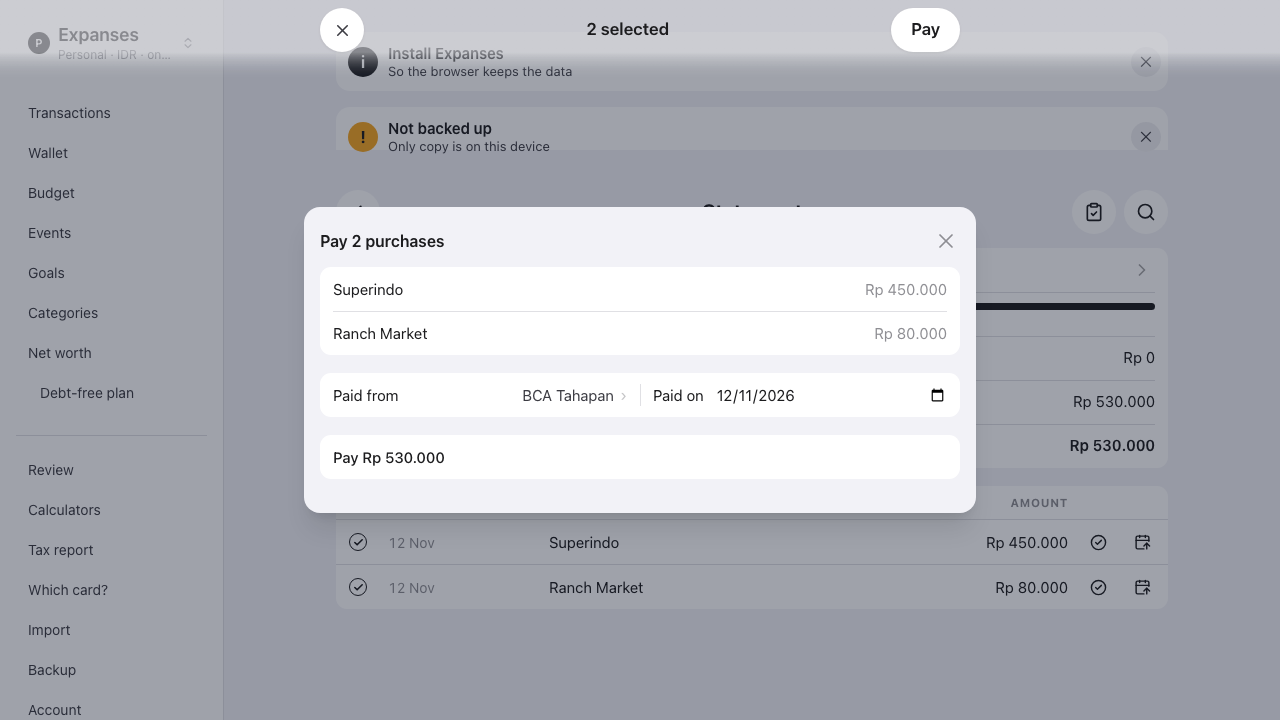 P
Expanses
Personal · IDR · on...
2 selected
Pay
i
Install Expanses
So the browser keeps the data
!
Not backed up
Only copy is on this device
Transactions
Wallet
Budget
Events
Goals
Categories
Net worth
Debt-free plan
Review
Calculators
Tax report
Which card?
Import
Backup
Account
Pay 2 purchases
Superindo Rp 450.000
Ranch Market Rp 80.000
Paid from BCA Tahapan › Paid on 12/11/2026
Pay Rp 530.000
Rp 0
Rp 530.000
Rp 530.000
AMOUNT
12 Nov Superindo Rp 450.000
12 Nov Ranch Market Rp 80.000